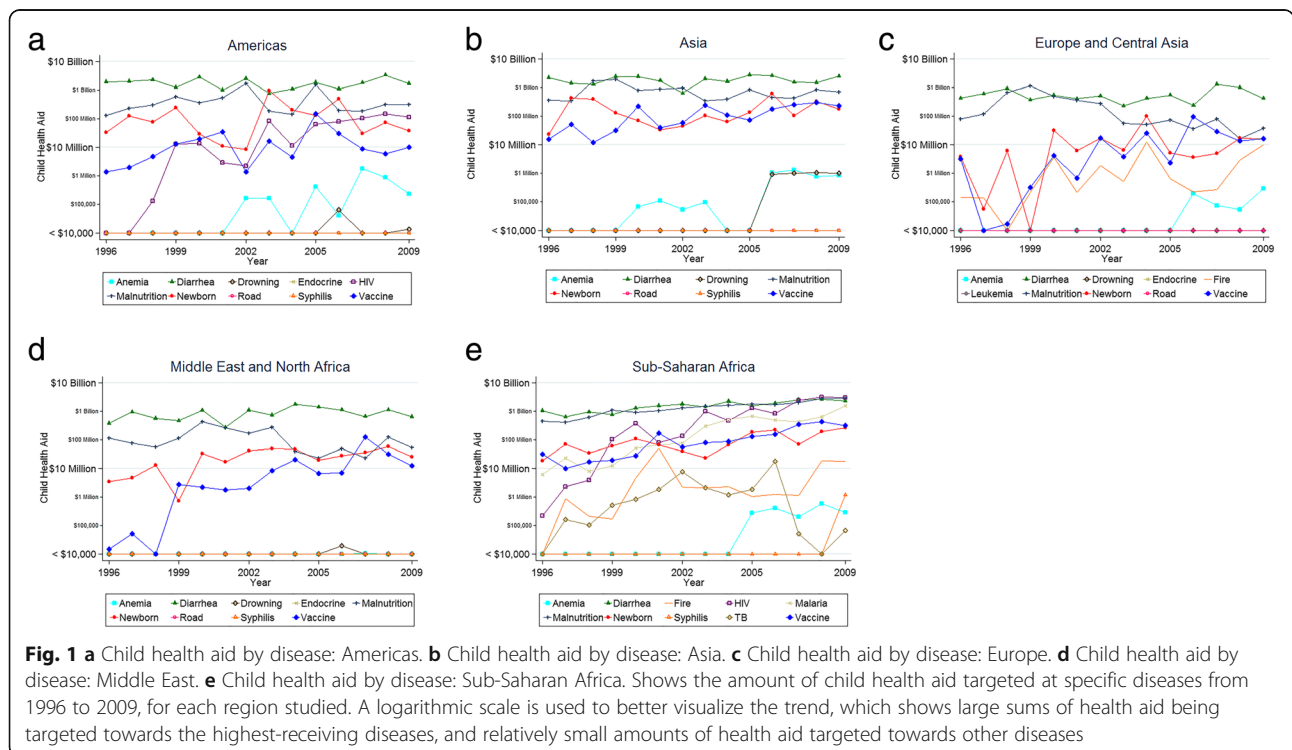 a
Americas
$10 Billion
$1 Billion
$100 Million
$10 Million
$1 Million
$100,000
< $10,000
Child Health Aid
1996 1999 2002 2005 2009
Year
Anemia Diarrhea Drowning Endocrine HIV
Malnutrition Newborn Road Syphilis Vaccine
b
Asia
$10 Billion
$1 Billion
$100 Million
$10 Million
$1 Million
$100,000
< $10,000
Child Health Aid
1996 1999 2002 2005 2009
Year
Anemia Diarrhea Drowning Endocrine Malnutrition
Newborn Road Syphilis Vaccine
c
Europe and Central Asia
$10 Billion
$1 Billion
$100 Million
$10 Million
$1 Million
$100,000
< $10,000
Child Health Aid
1996 1999 2002 2005 2009
Year
Anemia Diarrhea Drowning Endocrine Fire
Leukemia Malnutrition Newborn Road Vaccine
d
Middle East and North Africa
$10 Billion
$1 Billion
$100 Million
$10 Million
$1 Million
$100,000
< $10,000
Child Health Aid
1996 1999 2002 2005 2009
Year
Anemia Diarrhea Drowning Endocrine Malnutrition
Newborn Road Syphilis Vaccine
e
Sub-Saharan Africa
$10 Billion
$1 Billion
$100 Million
$10 Million
$1 Million
$100,000
< $10,000
Child Health Aid
1996 1999 2002 2005 2009
Year
Anemia Diarrhea Fire HIV Malaria
Malnutrition Newborn Syphilis TB Vaccine
Fig. 1 a Child health aid by disease: Americas. b Child health aid by disease: Asia. c Child health aid by disease: Europe. d Child health aid by
disease: Middle East. e Child health aid by disease: Sub-Saharan Africa. Shows the amount of child health aid targeted at specific diseases from
1996 to 2009, for each region studied. A logarithmic scale is used to better visualize the trend, which shows large sums of health aid being
targeted towards the highest-receiving diseases, and relatively small amounts of health aid targeted towards other diseases